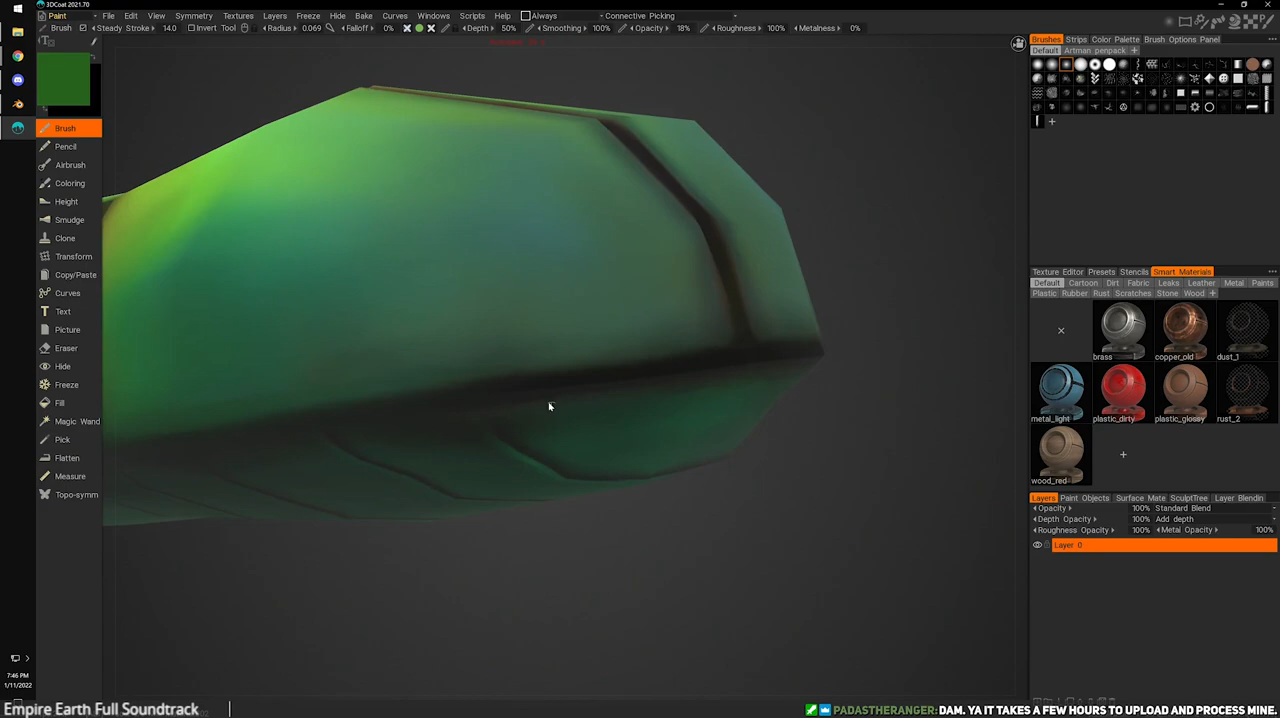 3DCoat 2021.70
Paint File Edit View Symmetry Textures Layers Freeze Hide Bake Curves Windows Scripts Help Always Connective Picking
Brush Steady Stroke 14.0 Invert Tool Radius 0.069 Falloff 0% Depth 50% Smoothing 100% Opacity 18% Roughness 100% Metalness 0%
Brush
Pencil
Airbrush
Coloring
Height
Smudge
Clone
Transform
Copy/Paste
Curves
Text
Picture
Eraser
Hide
Freeze
Fill
Magic Wand
Pick
Flatten
Measure
Topo-symm
Brushes Strips Color Palette Brush Options Panel
Default Artman penpack
Texture Editor Presets Stencils Smart Materials
Default Cartoon Dirt Fabric Leaks Leather Metal Paints
Plastic Rubber Rust Scratches Stone Wood
brass copper_old dust_1
metal_light plastic_dirty plastic_glossy rust_2
wood_red
Layers Paint Objects Surface Mate SculptTree Layer Blendin
Opacity 100% Standard Blend
Depth Opacity 100% Add depth
Roughness Opacity 100% Metal Opacity 100%
Layer 0
7:46 PM
1/11/2022
Empire Earth Full Soundtrack
PADASTHERANGER: DAM. YA IT TAKES A FEW HOURS TO UPLOAD AND PROCESS MINE.